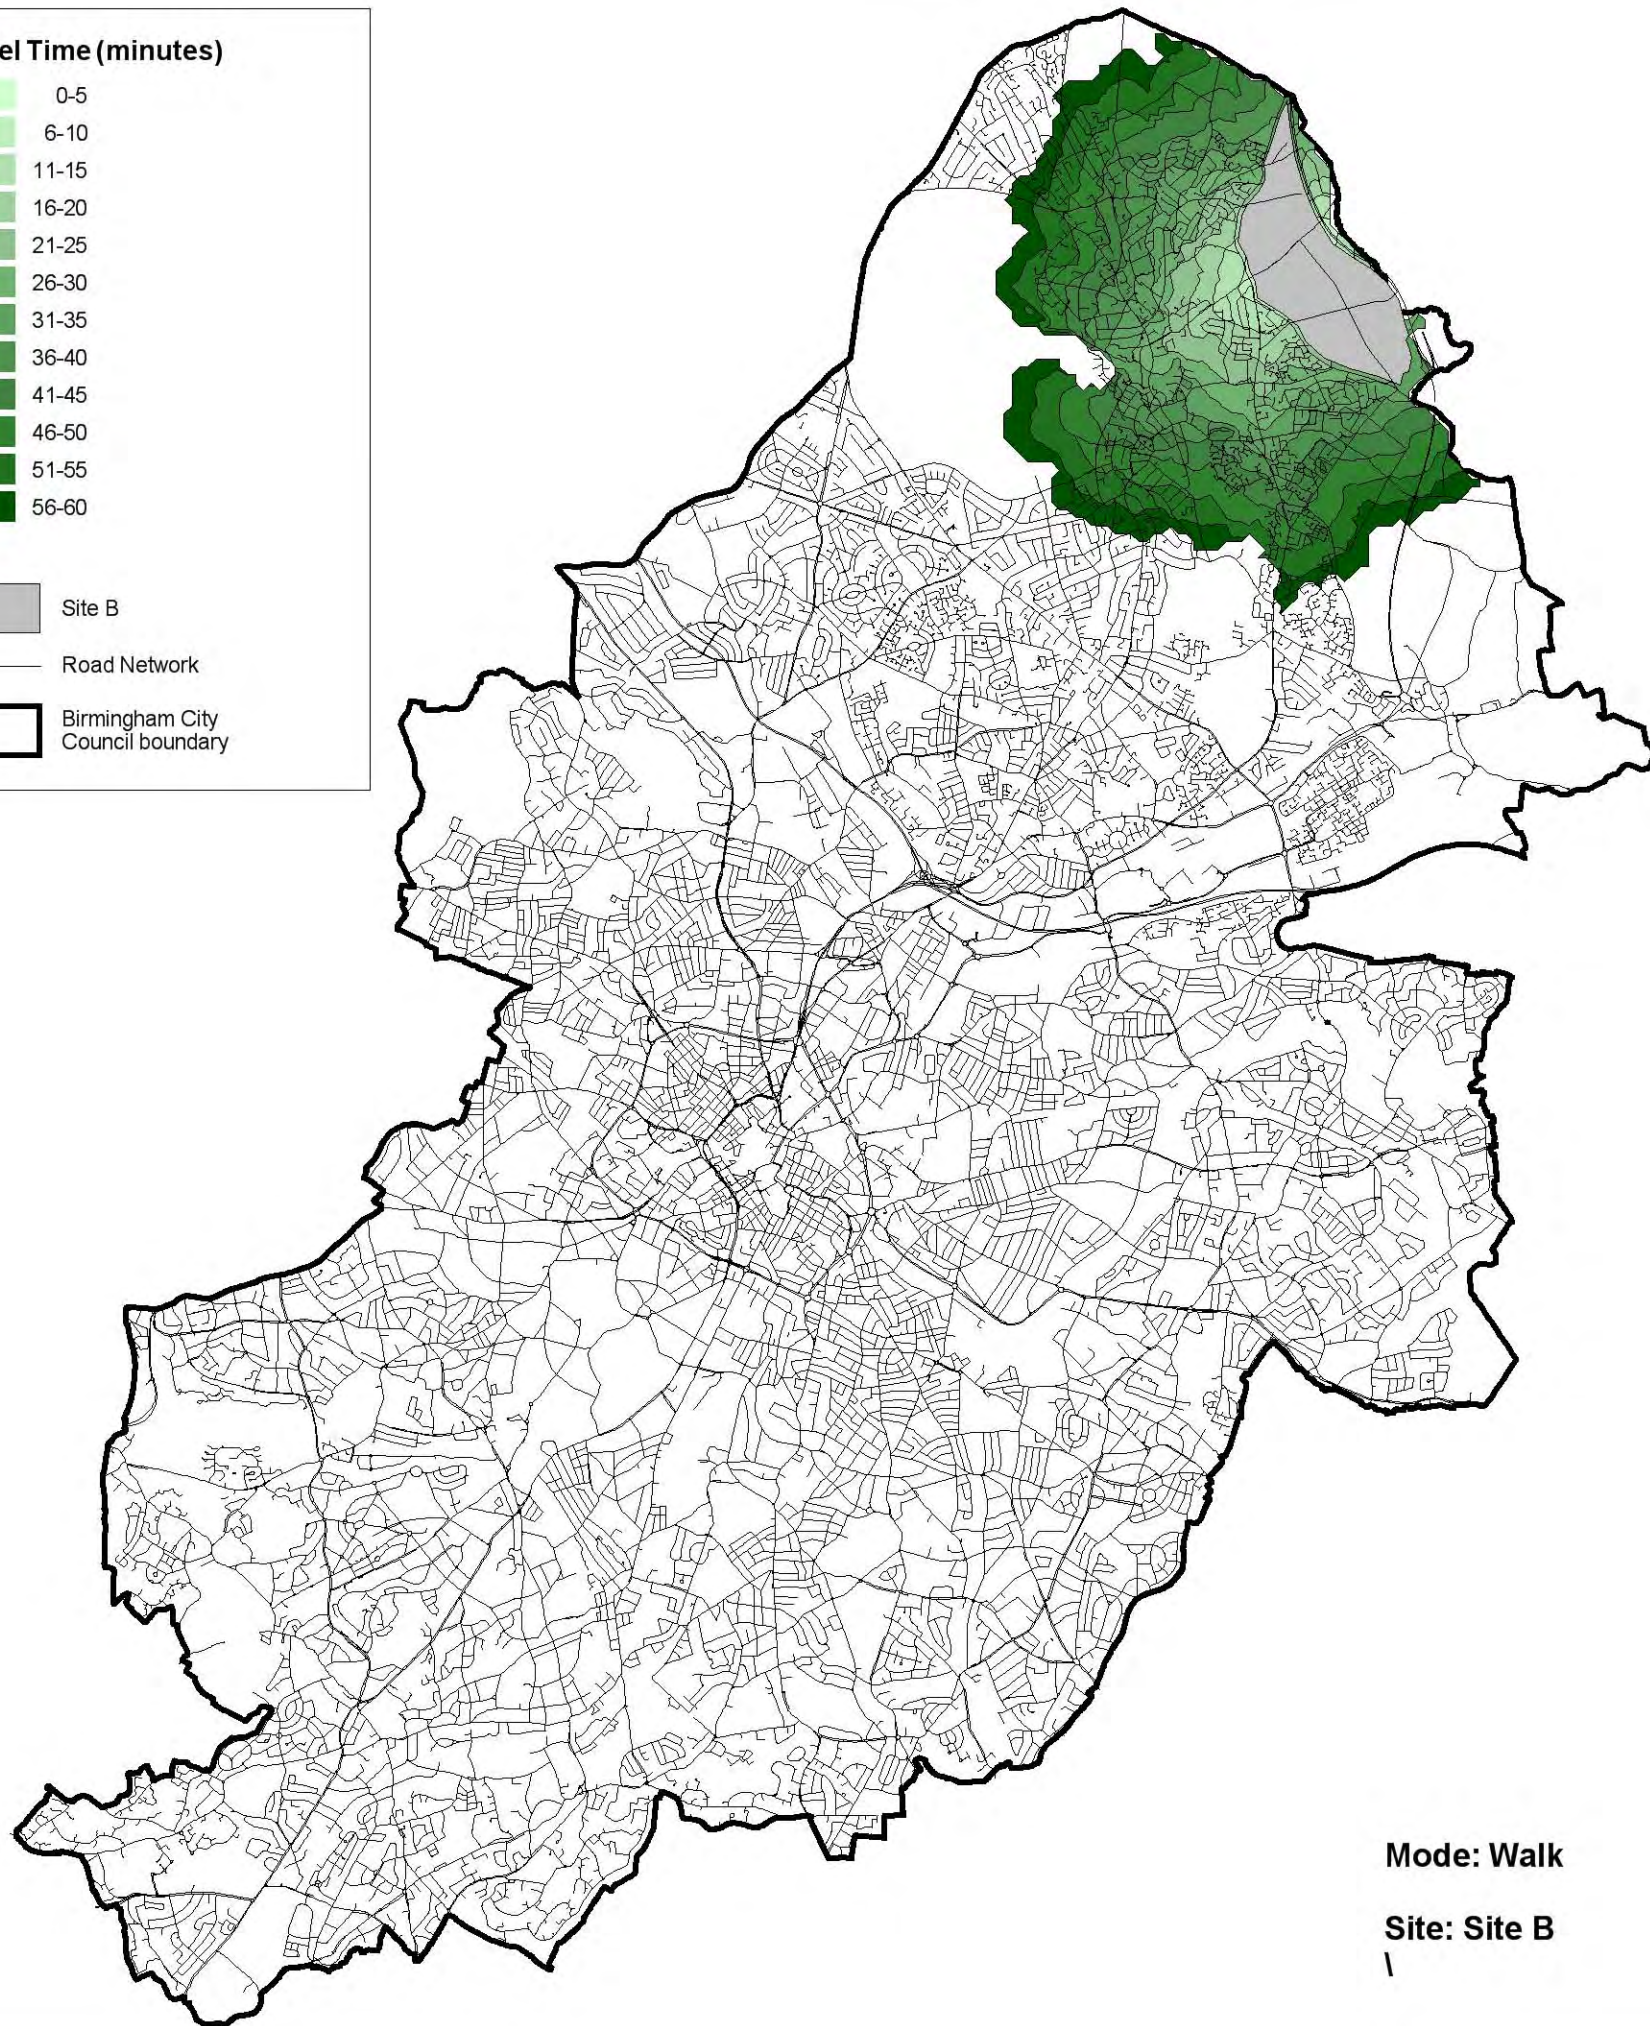 el Time (minutes)
0-5
6-10
11-15
16-20
21-25
26-30
31-35
36-40
41-45
46-50
51-55
56-60
Site B
Road Network
Birmingham City
Council boundary
Mode: Walk
Site: Site B
\